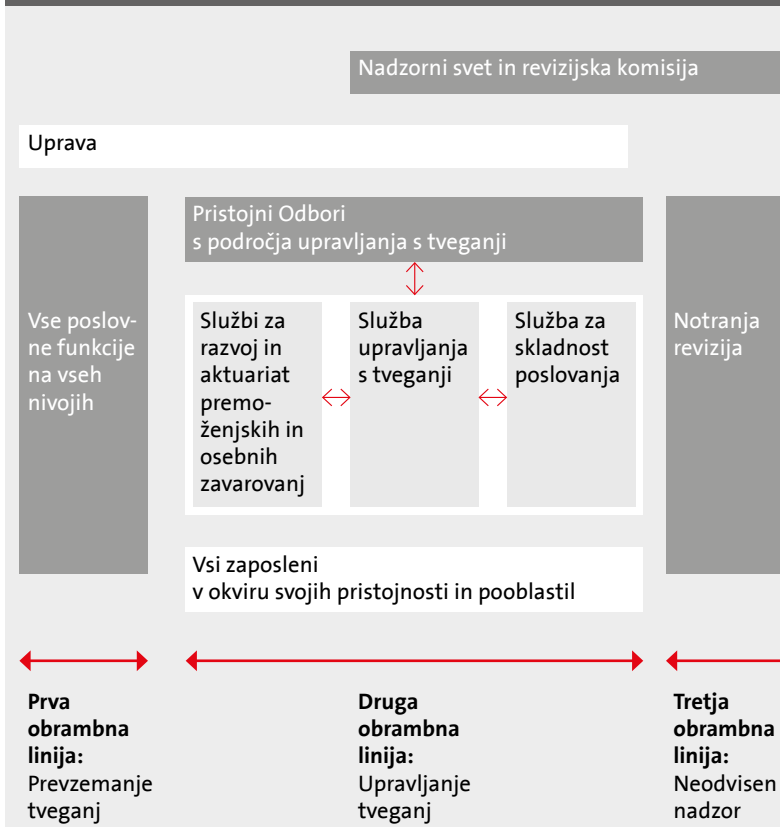 Nadzorni svet in revizijska komisija
Uprava
Pristojni Odbori
s področja upravljanja s tveganji
Vse poslov-
ne funkcije
na vseh
nivojih
Službi za
razvoj in
aktuariat
premo-
ženjskih in
osebnih
zavarovanj
Služba
upravljanja
s tveganji
Služba za
skladnost
poslovanja
Notranja
revizija
Vsi zaposleni
v okviru svojih pristojnosti in pooblastil
Prva
obrambna
linija:
Prevzemanje
tveganj
Druga
obrambna
linija:
Upravljanje
tveganj
Tretja
obrambna
linija:
Neodvisen
nadzor